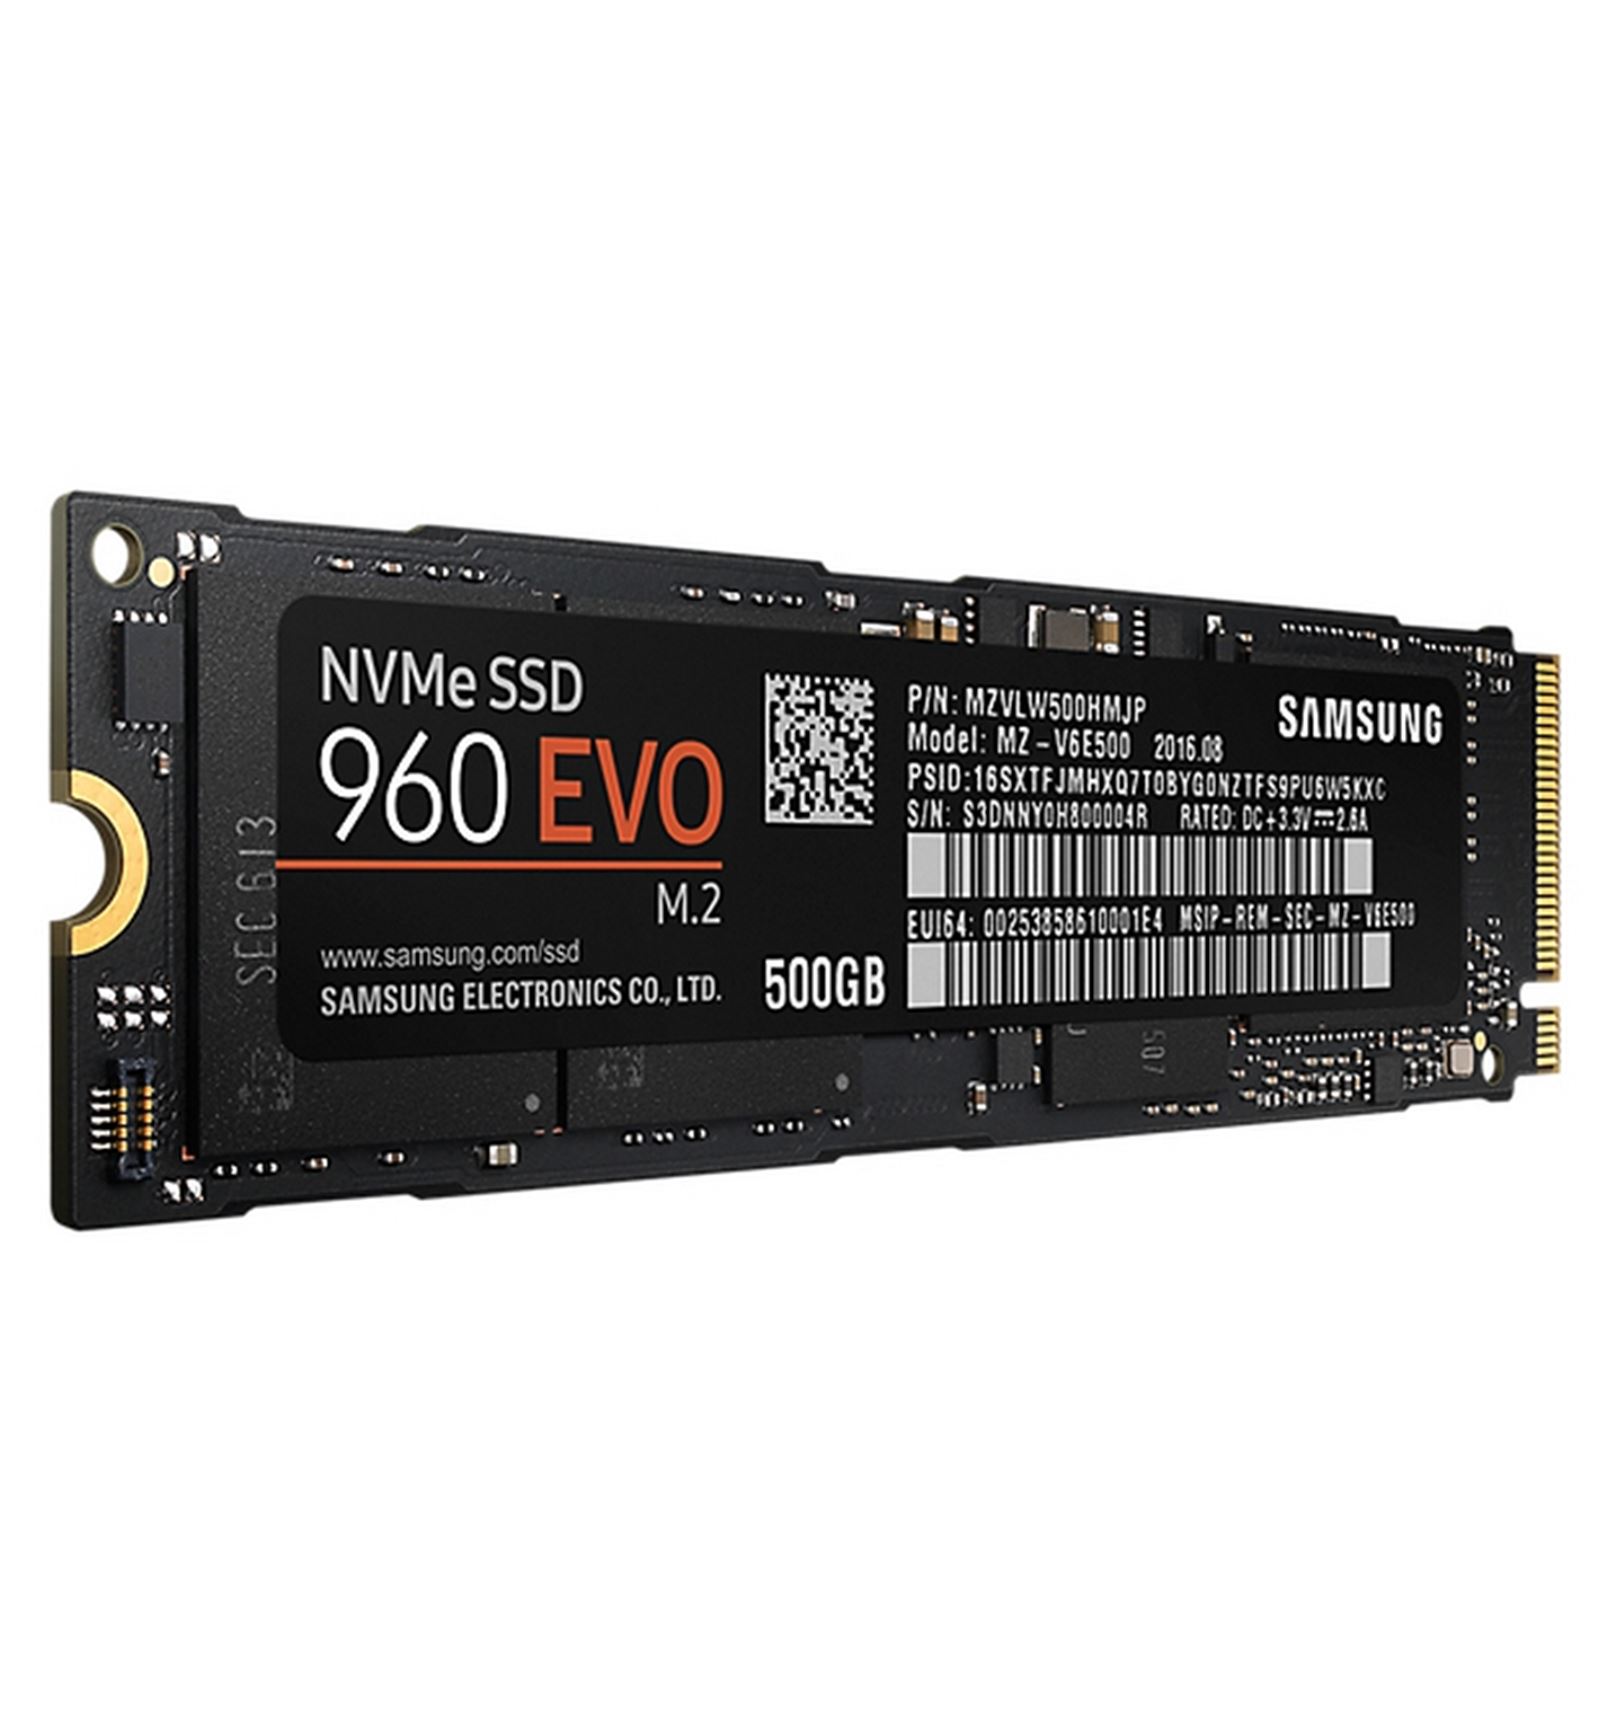 NVMe SSD
960 EVO
M.2
www.samsung.com/ssd
SAMSUNG ELECTRONICS CO., LTD.
500GB
P/N: MZVLW500HMJP
Model: MZ-V6E500 2016.08
PSID:16SXTFJMHXQ7T0BYG0NZTFS9PU6W5KXC
S/N: S3DNNY0H800004R RATED: DC+3.3V⎓2.6A
EUI64: 00253858610001E4 MSIP-REM-SEC-MZ-V6E500
SAMSUNG
SEC 613
507